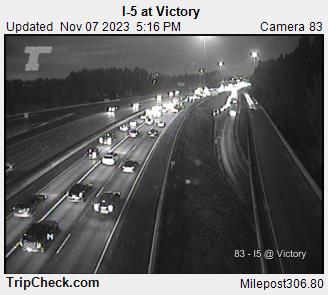 I-5 at Victory
Updated Nov 07 2023 5:16 PM Camera 83
T
N
83 - I5 @ Victory
TripCheck.com Milepost306.80